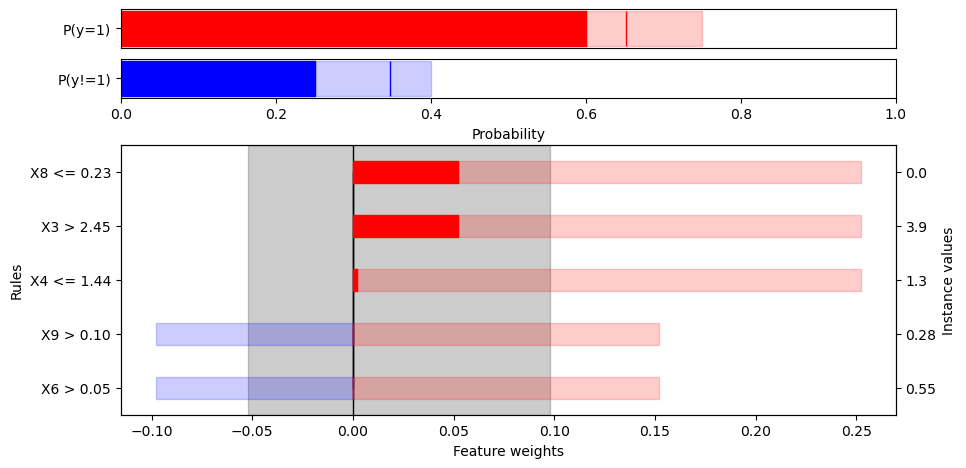 P(y=1)
P(y!=1)
0.0 0.2 0.4 0.6 0.8 1.0
Probability
X8 <= 0.23 0.0
X3 > 2.45 3.9
X4 <= 1.44 1.3
X9 > 0.10 0.28
X6 > 0.05 0.55
Rules
Instance values
−0.10 −0.05 0.00 0.05 0.10 0.15 0.20 0.25
Feature weights